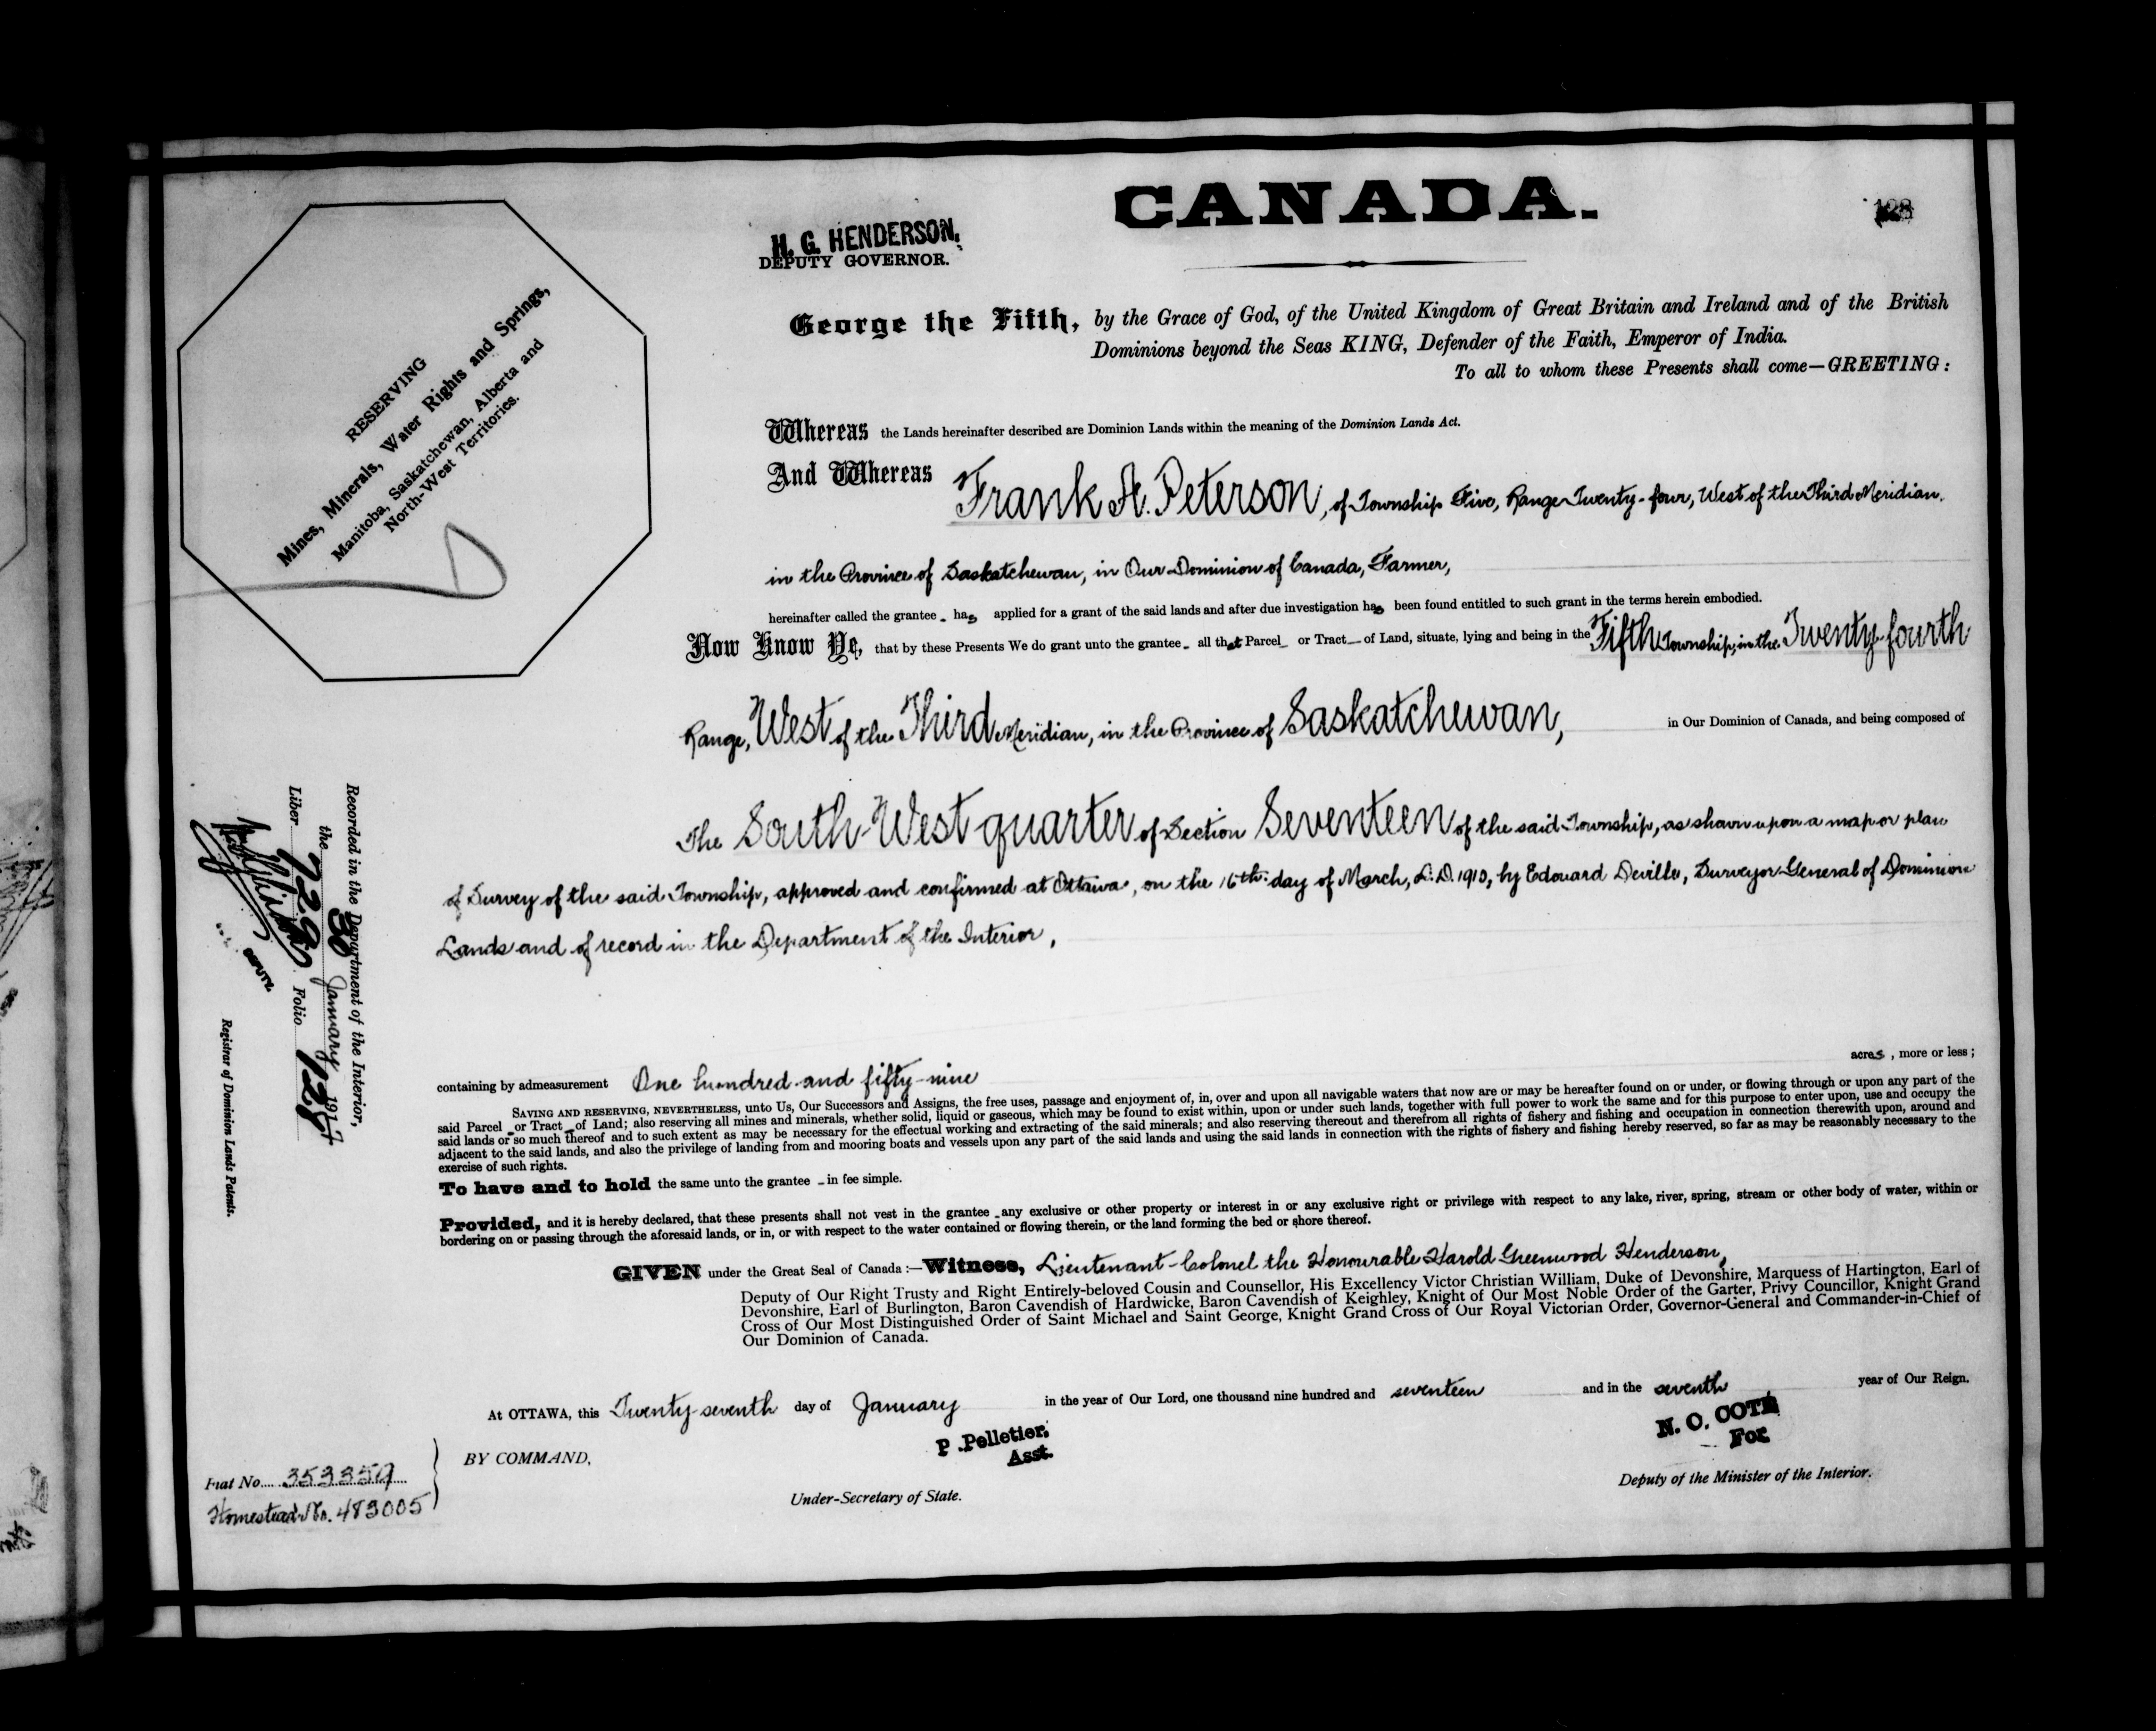 CANADA.
128
H. G. HENDERSON,
DEPUTY GOVERNOR.
George the Fifth, by the Grace of God, of the United Kingdom of Great Britain and Ireland and of the British
Dominions beyond the Seas KING, Defender of the Faith, Emperor of India.
To all to whom these Presents shall come—GREETING:
RESERVING
Mines, Minerals, Water Rights and Springs,
Manitoba, Saskatchewan, Alberta and
North-West Territories.
Whereas the Lands hereinafter described are Dominion Lands within the meaning of the Dominion Lands Act.
And Whereas Frank A. Peterson, of Township Five, Range Twenty-four, West of the Third Meridian,
in the Province of Saskatchewan, in Our Dominion of Canada, Farmer,
hereinafter called the grantee has applied for a grant of the said lands and after due investigation has been found entitled to such grant in the terms herein embodied.
Now Know Ye, that by these Presents We do grant unto the grantee all that Parcel or Tract of Land, situate, lying and being in the Fifth Township, in the Twenty-fourth
Range, West of the Third Meridian, in the Province of Saskatchewan, in Our Dominion of Canada, and being composed of
The South-West quarter of Section Seventeen of the said Township, as shown upon a map or plan
of Survey of the said Township, approved and confirmed at Ottawa, on the 16th day of March, A.D. 1910, by Edouard Deville, Surveyor General of Dominion
Lands and of record in the Department of the Interior,
containing by admeasurement One hundred and fifty-nine acres, more or less;
SAVING AND RESERVING, NEVERTHELESS, unto Us, Our Successors and Assigns, the free uses, passage and enjoyment of, in, over and upon all navigable waters that now are or may be hereafter found on or under, or flowing through or upon any part of the
said Parcel or Tract of Land; also reserving all mines and minerals, whether solid, liquid or gaseous, which may be found to exist within, upon or under such lands, together with full power to work the same and for this purpose to enter upon, use and occupy the
said lands or so much thereof and to such extent as may be necessary for the effectual working and extracting of the said minerals; and also reserving thereout and therefrom all rights of fishery and fishing and occupation in connection therewith upon, around and
adjacent to the said lands, and also the privilege of landing from and mooring boats and vessels upon any part of the said lands and using the said lands in connection with the rights of fishery and fishing hereby reserved, so far as may be reasonably necessary to the
exercise of such rights.
To have and to hold the same unto the grantee in fee simple.
Provided, and it is hereby declared, that these presents shall not vest in the grantee any exclusive or other property or interest in or any exclusive right or privilege with respect to any lake, river, spring, stream or other body of water, within or
bordering on or passing through the aforesaid lands, or in, or with respect to the water contained or flowing therein, or the land forming the bed or shore thereof.
GIVEN under the Great Seal of Canada:—Witness, Lieutenant-Colonel the Honourable Harold Greenwood Henderson,
Deputy of Our Right Trusty and Right Entirely-beloved Cousin and Counsellor, His Excellency Victor Christian William, Duke of Devonshire, Marquess of Hartington, Earl of
Devonshire, Earl of Burlington, Baron Cavendish of Hardwicke, Baron Cavendish of Keighley, Knight of Our Most Noble Order of the Garter, Privy Councillor, Knight Grand
Cross of Our Most Distinguished Order of Saint Michael and Saint George, Knight Grand Cross of Our Royal Victorian Order, Governor-General and Commander-in-Chief of
Our Dominion of Canada.
At OTTAWA, this Twenty-seventh day of January in the year of Our Lord, one thousand nine hundred and seventeen and in the seventh year of Our Reign.
BY COMMAND,
P. Pelletier,
Asst.
Under-Secretary of State.
N. O. COTÉ
For
Deputy of the Minister of the Interior.
Fiat No. 353359
Homestead No. 483005
Recorded in the Department of the Interior,
the 30 January 1917
Liber 729 Folio 128
DEPUTY
Registrar of Dominion Lands Patents.